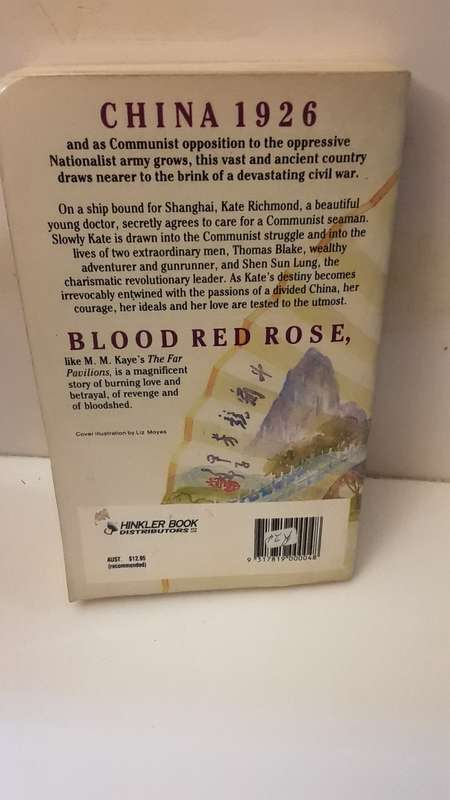 CHINA 1926
and as Communist opposition to the oppressive
Nationalist army grows, this vast and ancient country
draws nearer to the brink of a devastating civil war.
On a ship bound for Shanghai, Kate Richmond, a beautiful
young doctor, secretly agrees to care for a Communist seaman.
Slowly Kate is drawn into the Communist struggle and into the
lives of two extraordinary men, Thomas Blake, wealthy
adventurer and gunrunner, and Shen Sun Lung, the
charismatic revolutionary leader. As Kate's destiny becomes
irrevocably entwined with the passions of a divided China, her
courage, her ideals and her love are tested to the utmost.
BLOOD RED ROSE,
like M. M. Kaye's The Far
Pavilions, is a magnificent
story of burning love and
betrayal, of revenge and
of bloodshed.
Cover illustration by Liz Moyes
HINKLER BOOK
DISTRIBUTORS
AUST $12.95
(recommended)
9 317819 000048